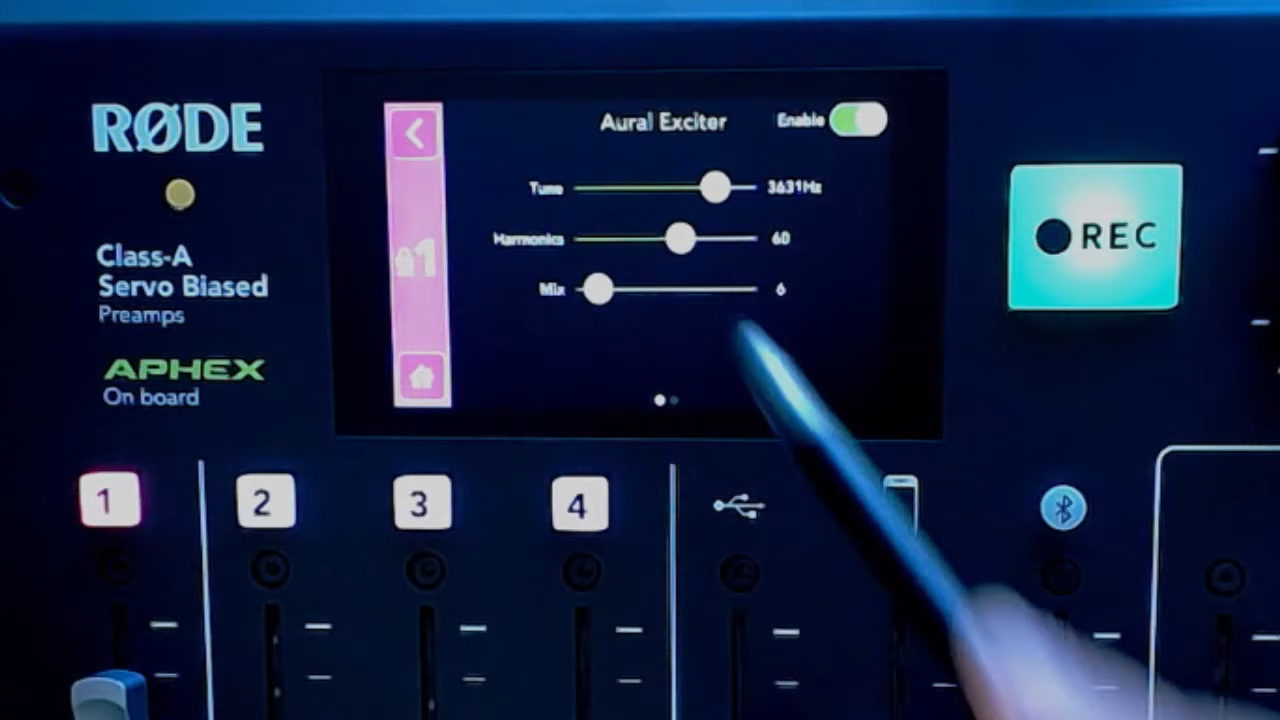 RØDE
Class-A
Servo Biased
Preamps
APHEX
On board
Aural Exciter
Enable
Tune 3631Hz
Harmonics 60
Mix 6
1
REC
1
2
3
4